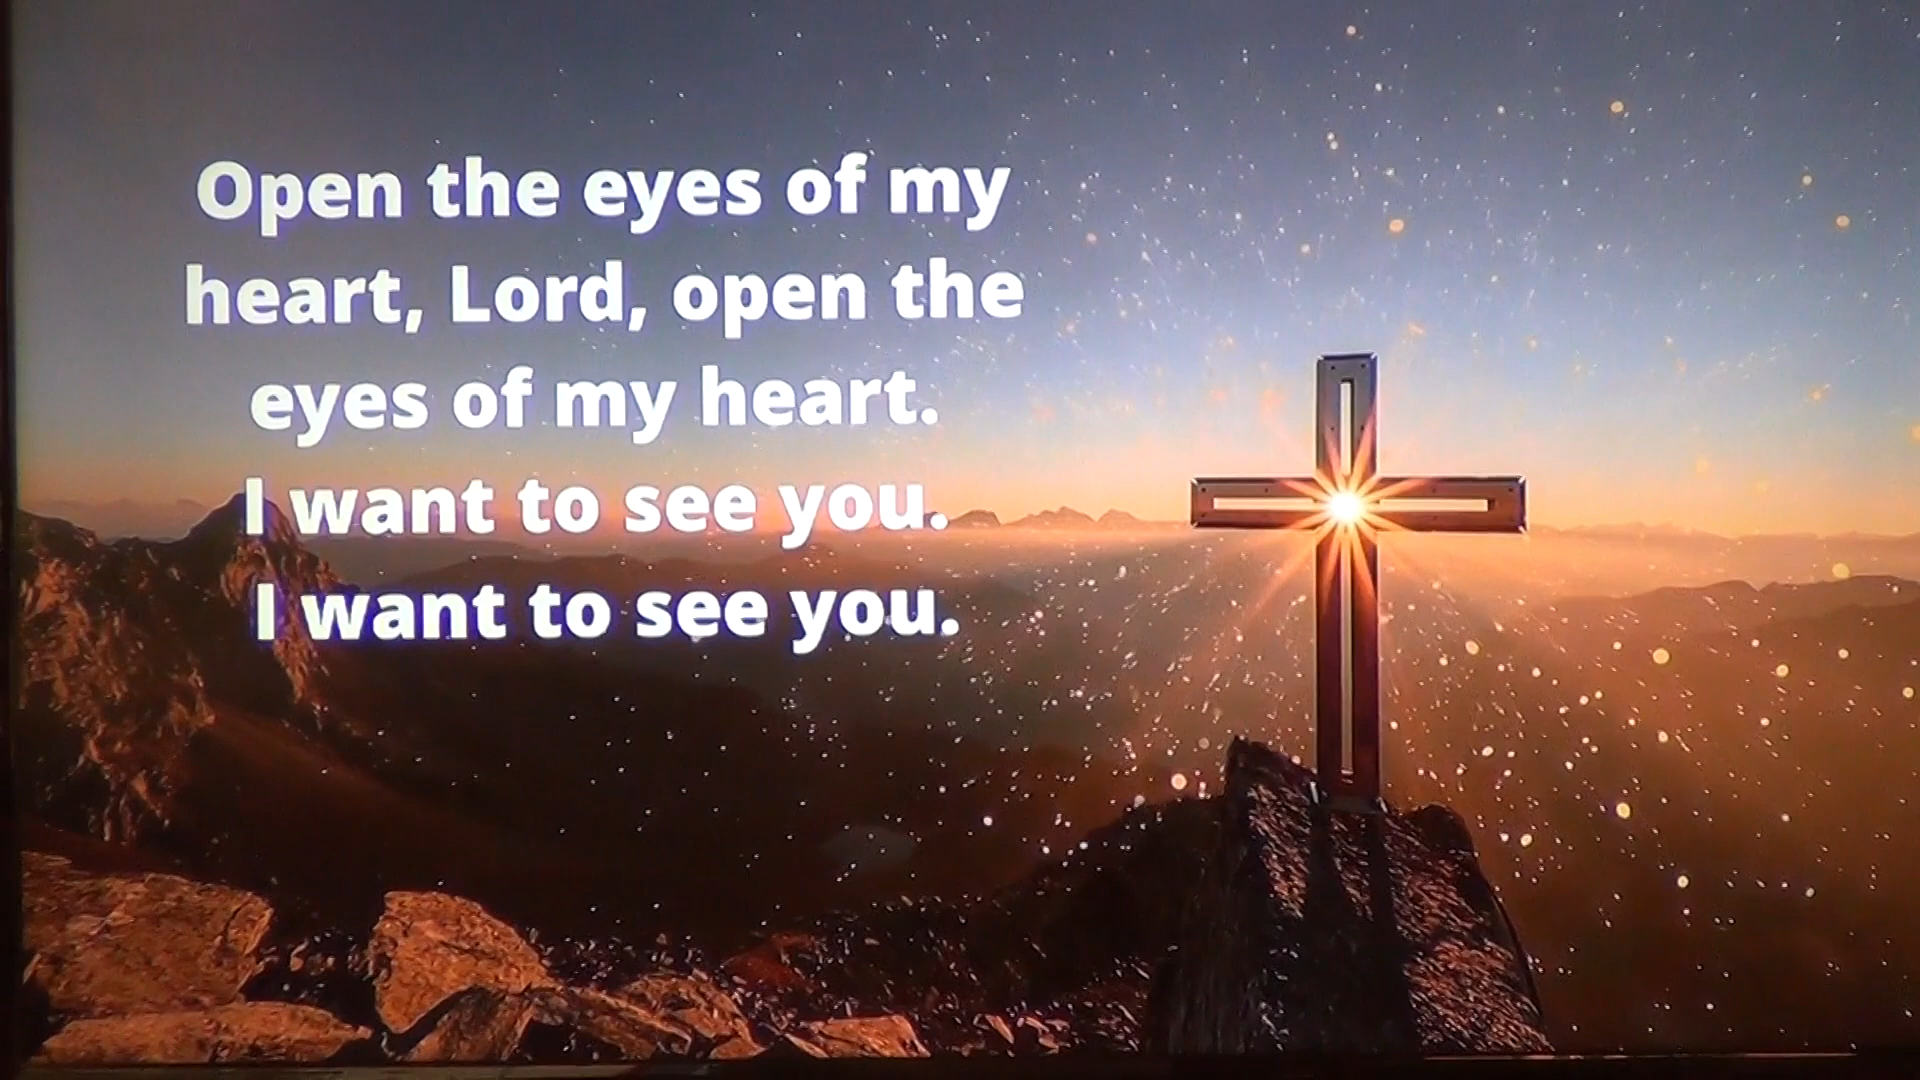 Open the eyes of my
heart, Lord, open the
eyes of my heart.
I want to see you.
I want to see you.